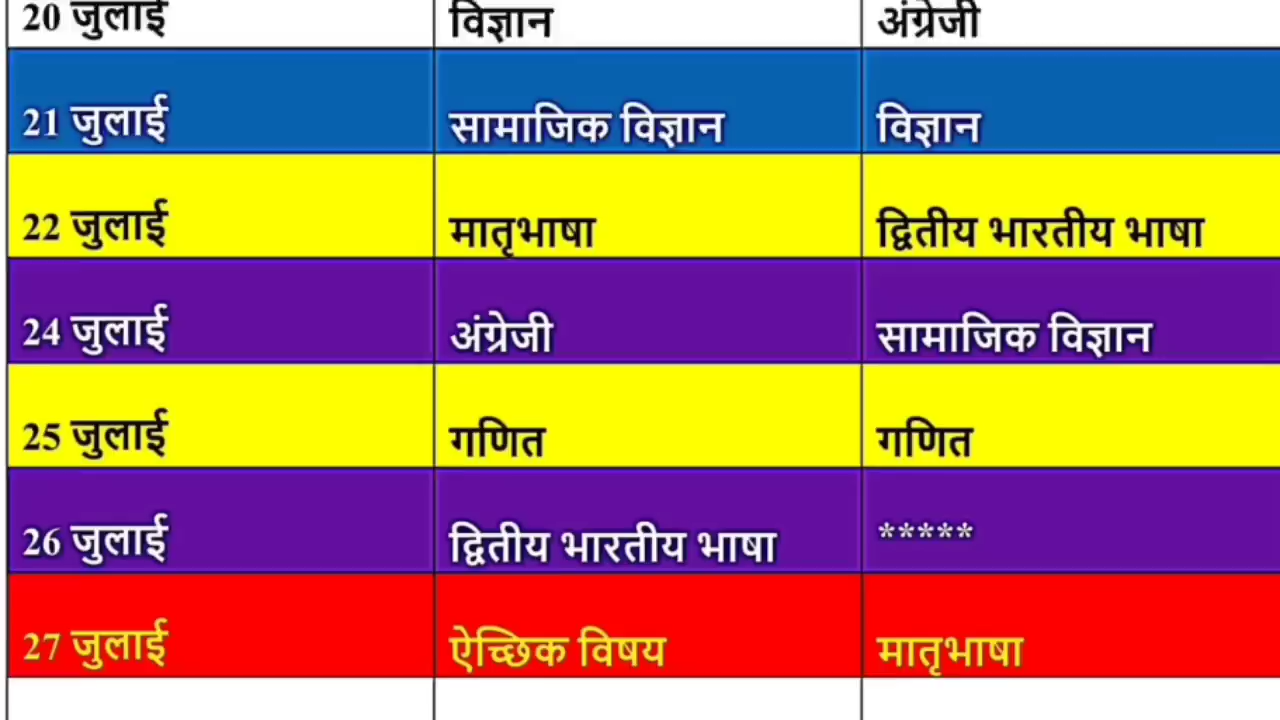 20 जुलाई विज्ञान अंग्रेजी
21 जुलाई सामाजिक विज्ञान विज्ञान
22 जुलाई मातृभाषा द्वितीय भारतीय भाषा
24 जुलाई अंग्रेजी सामाजिक विज्ञान
25 जुलाई गणित गणित
26 जुलाई द्वितीय भारतीय भाषा *****
27 जुलाई ऐच्छिक विषय मातृभाषा